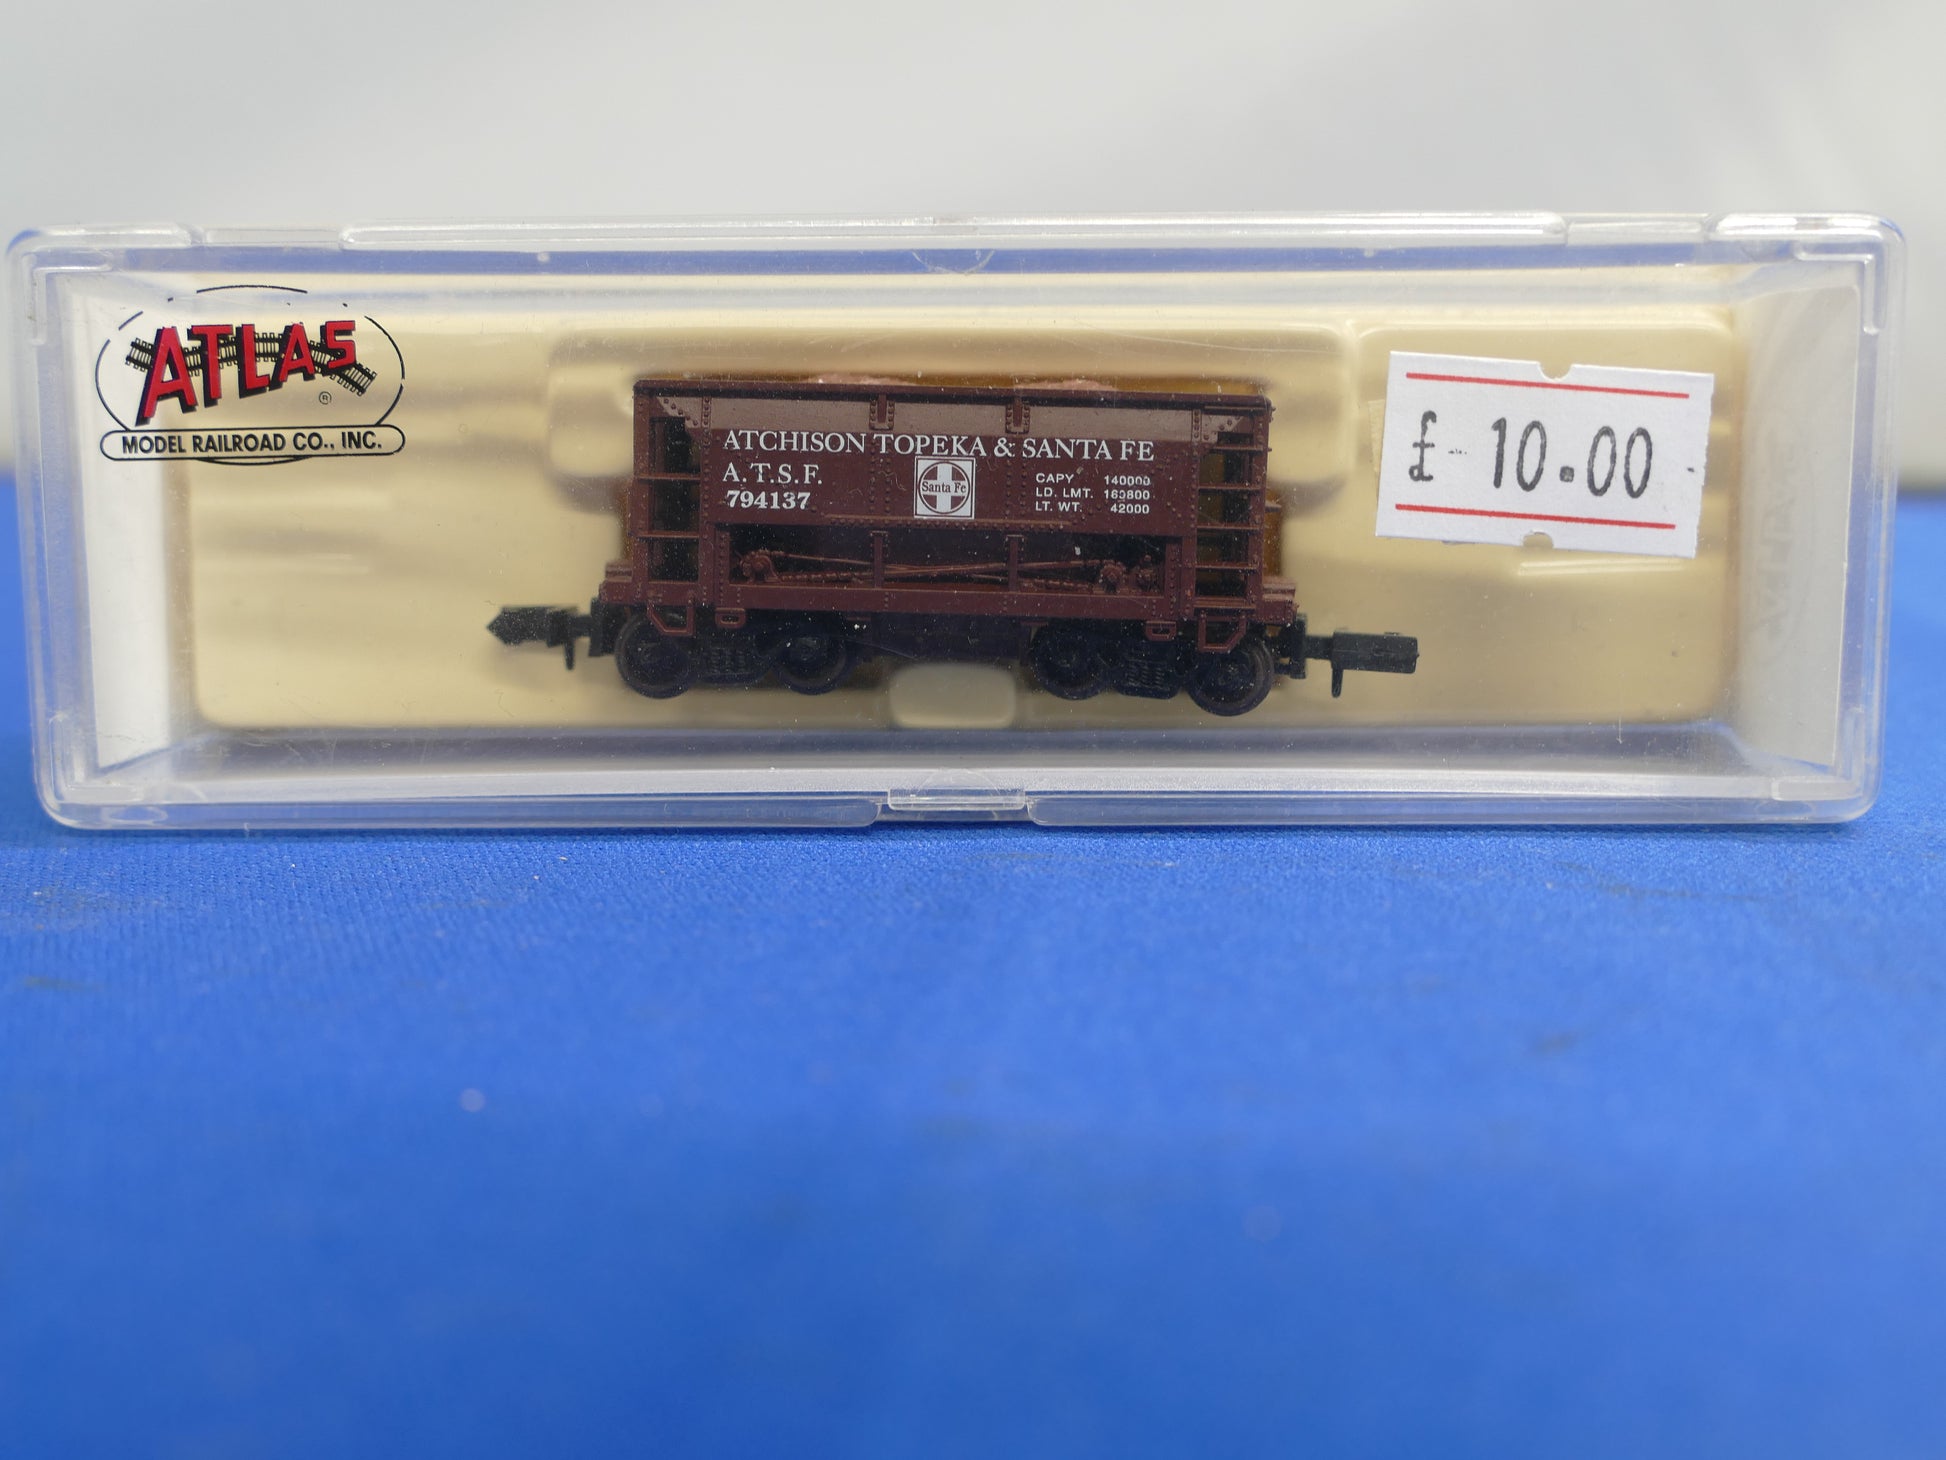 ATLAS
®
MODEL RAILROAD CO., INC.
ATCHISON TOPEKA & SANTA FE
A.T.S.F.
794137
Santa Fe
CAPY 140000
LD. LMT. 168800
LT. WT. 42000
£ 10.00